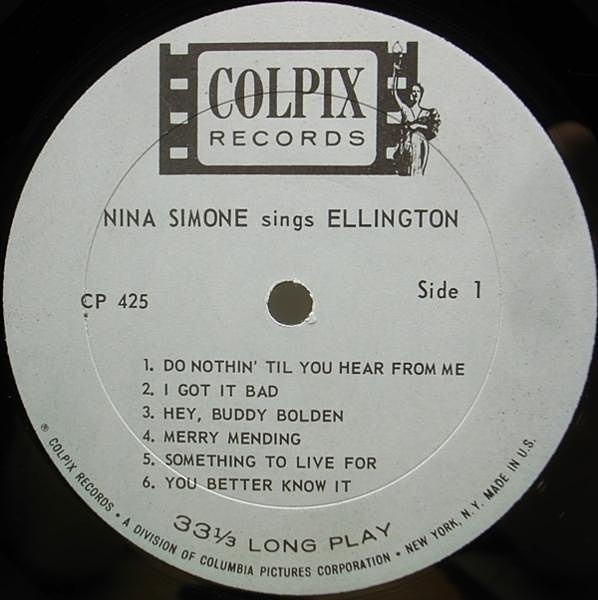 COLPIX
RECORDS
NINA SIMONE sings ELLINGTON
CP 425
Side 1
1. DO NOTHIN' TIL YOU HEAR FROM ME
2. I GOT IT BAD
3. HEY, BUDDY BOLDEN
4. MERRY MENDING
5. SOMETHING TO LIVE FOR
6. YOU BETTER KNOW IT
33⅓ LONG PLAY
® COLPIX RECORDS • A DIVISION OF COLUMBIA PICTURES CORPORATION • NEW YORK, N.Y. MADE IN U.S.